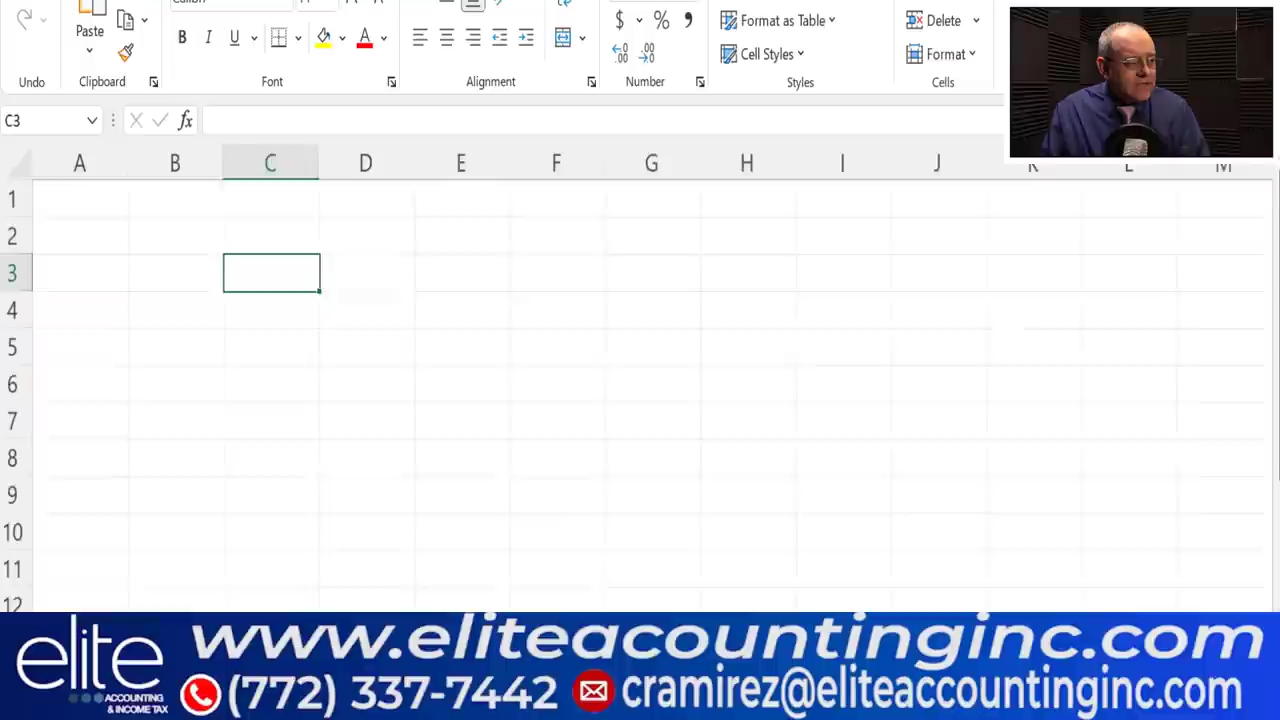 Paste
$ % ,
Format as Table
Delete
B I U A
Cell Styles
Format
Undo
Clipboard
Font
Alignment
Number
Styles
Cells
C3
fx
A B C D E F G H I J
1
2
3
4
5
6
7
8
9
10
11
12
www.eliteacountinginc.com
elite
ACCOUNTING
& INCOME TAX
(772) 337-7442
cramirez@eliteaccountinginc.com